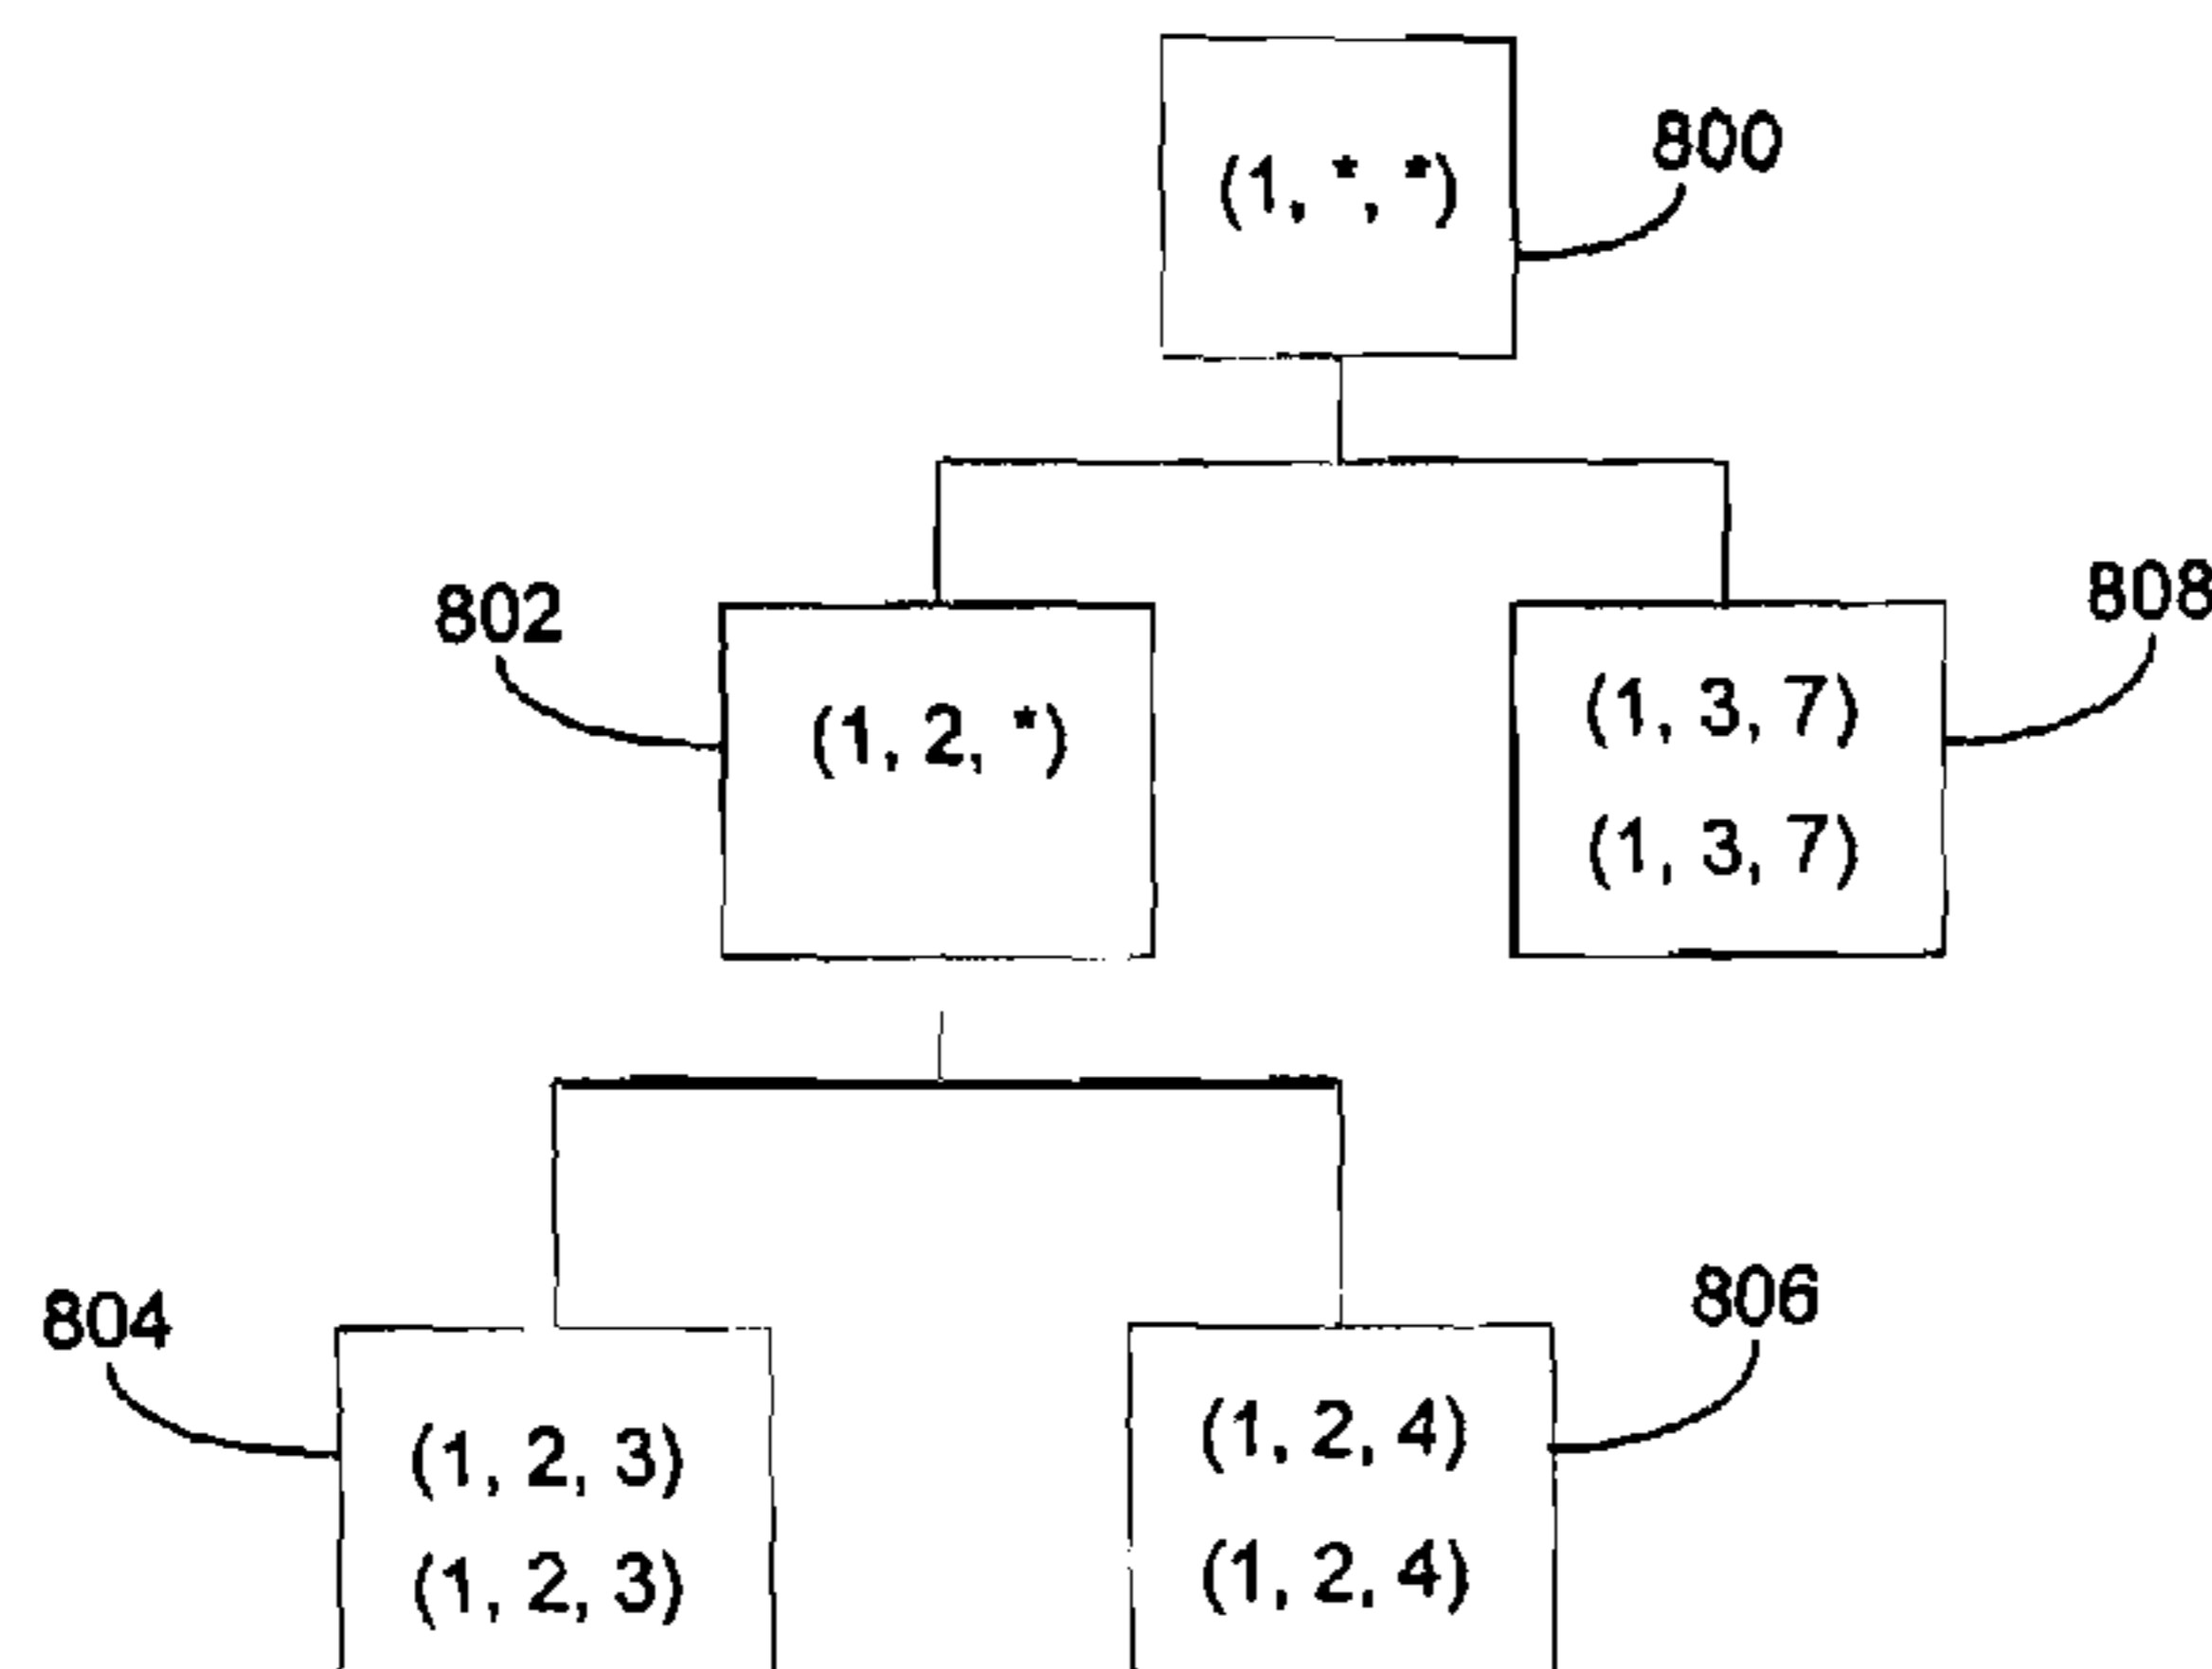 800
(1, *, *)
802
808
(1, 2, *)
(1, 3, 7)
(1, 3, 7)
804
806
(1, 2, 3)
(1, 2, 3)
(1, 2, 4)
(1, 2, 4)